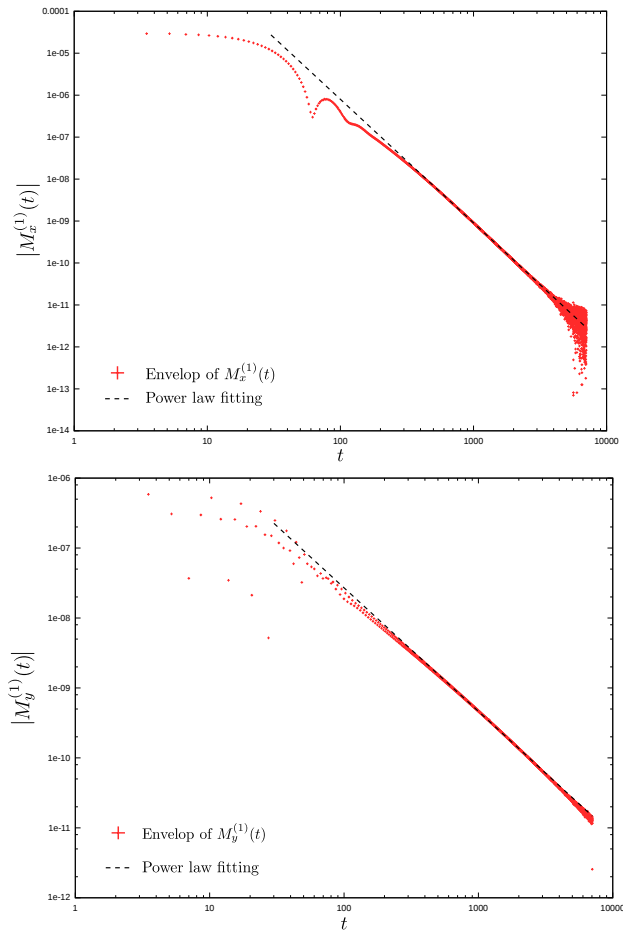 0.0001
1e-05
1e-06
1e-07
1e-08
1e-09
1e-10
1e-11
1e-12
1e-13
1e-14
|M_x^{(1)}(t)|
Envelop of M_x^{(1)}(t)
Power law fitting
1 10 100 1000 10000
t
1e-06
1e-07
1e-08
1e-09
1e-10
1e-11
1e-12
|M_y^{(1)}(t)|
Envelop of M_y^{(1)}(t)
Power law fitting
1 10 100 1000 10000
t